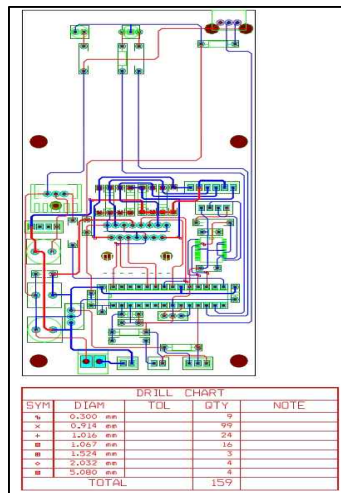 DRILL CHART
SYM DIAM TOL QTY NOTE
0.300 mm 9
× 0.914 mm 99
+ 1.016 mm 24
1.067 mm 16
1.524 mm 3
◇ 2.032 mm 4
5.080 mm 4
TOTAL 159